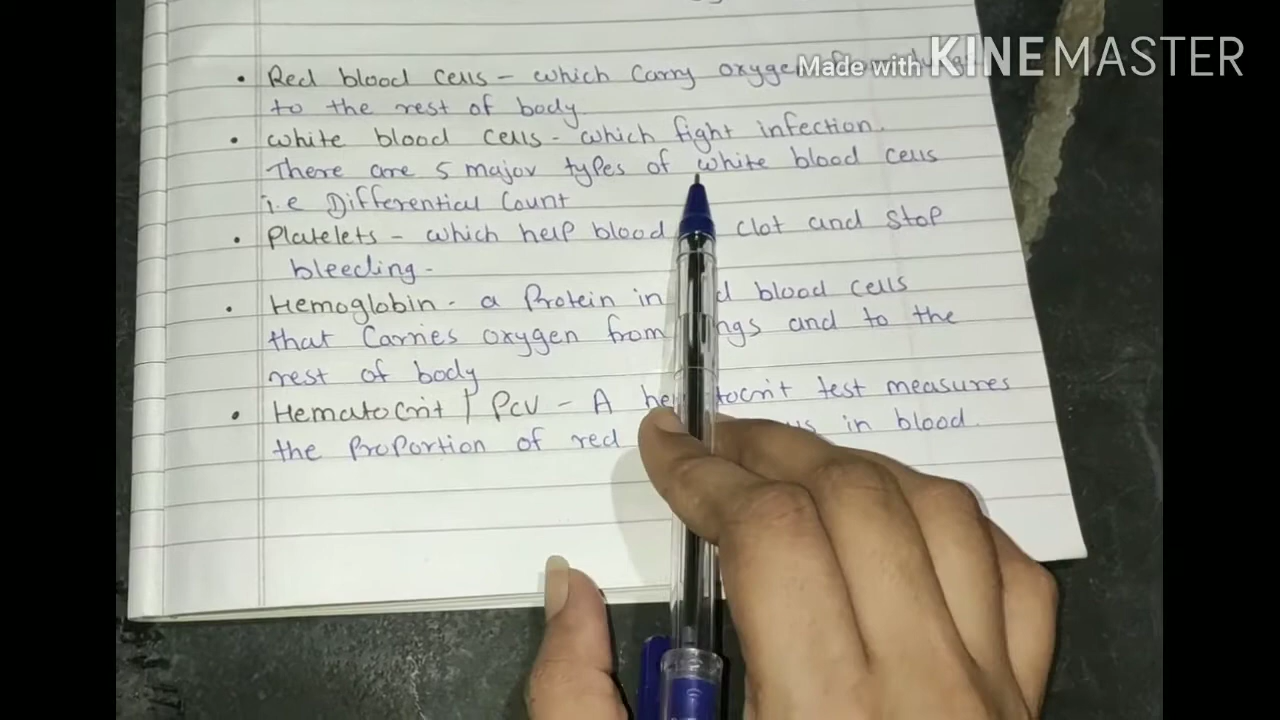 Made with KINEMASTER
• Red blood cells - which carry oxygen
to the rest of body
• white blood cells - which fight infection.
There are 5 major types of white blood cells
i.e Differential Count
• Platelets - which help blood clot and stop
bleeding -
• Hemoglobin - a Protein in blood cells
that Carries oxygen from and to the
rest of body
• Hematocrit | PCV - A test measures
the Proportion of red in blood.